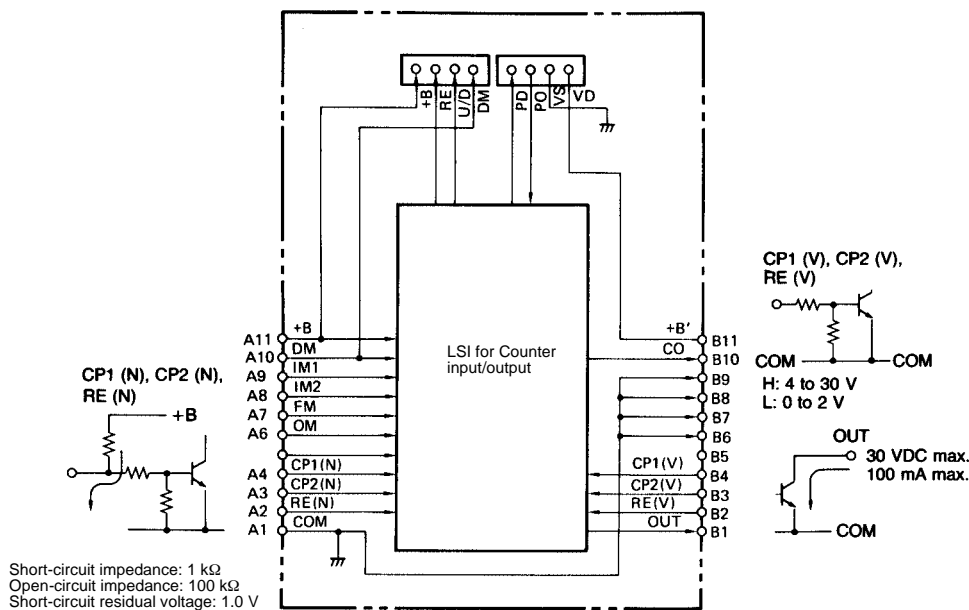 +B
RE
U/D
DM
PD
PO
VS
VD
CP1 (V), CP2 (V),
RE (V)
COM
COM
H: 4 to 30 V
L: 0 to 2 V
OUT
30 VDC max.
100 mA max.
COM
CP1 (N), CP2 (N),
RE (N)
+B
A11
+B
A10
DM
A9
IM1
A8
IM2
A7
FM
A6
OM
A4
CP1(N)
A3
CP2(N)
A2
RE(N)
A1
COM
LSI for Counter
input/output
+B'
B11
CO
B10
B9
B8
B7
B6
B5
CP1(V)
B4
CP2(V)
B3
RE(V)
B2
OUT
B1
Short-circuit impedance: 1 kΩ
Open-circuit impedance: 100 kΩ
Short-circuit residual voltage: 1.0 V